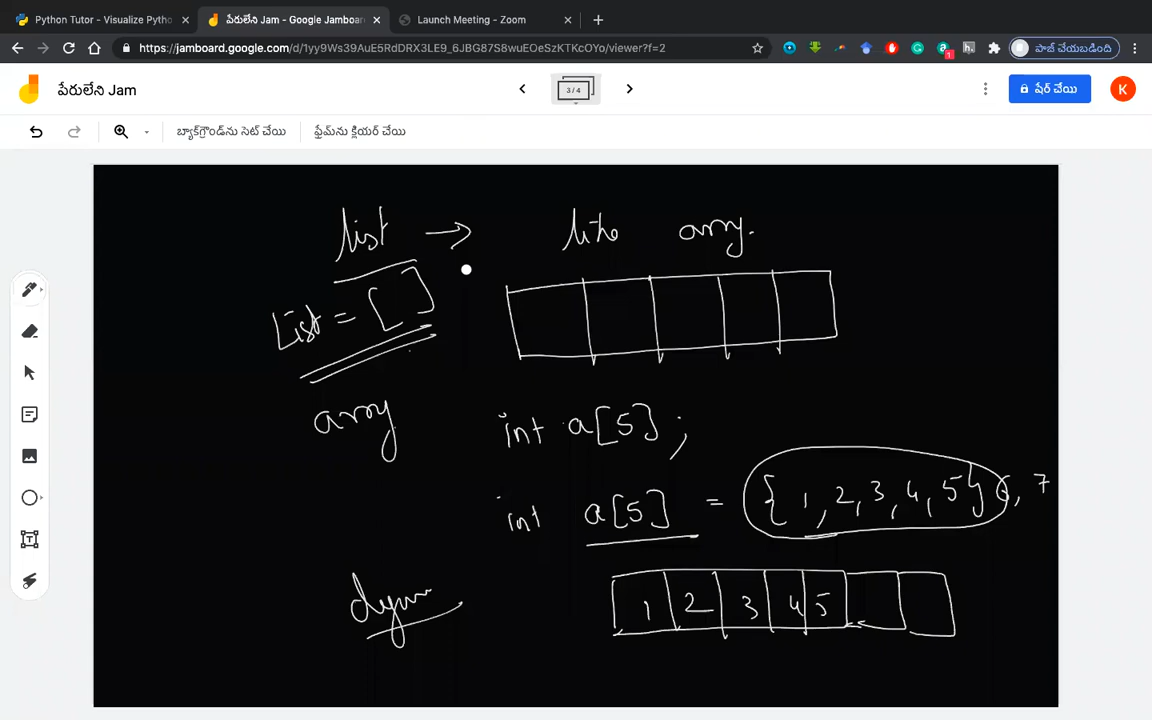 Python Tutor - Visualize Pytho
పేరులేని Jam - Google Jamboar
Launch Meeting - Zoom
https://jamboard.google.com/d/1yy9Ws39AuE5RdDRX3LE9_6JBG87S8wuEOeSzKTKcOYo/viewer?f=2
పాజ్ చేయబడింది
పేరులేని Jam
3 / 4
షేర్ చేయి
K
బ్యాక్‌గ్రౌండ్‌ను సెట్ చేయి
ఫ్రేమ్‌ను క్లియర్ చేయి
list → like array.
List = [ ]
array int a[5];
int a[5] = {1, 2, 3, 4, 5} 6, 7
1 2 3 4 5